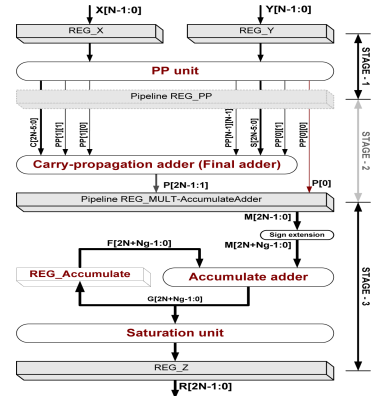 X[N-1:0] Y[N-1:0]
REG_X REG_Y
PP unit
STAGE - 1
Pipeline REG_PP
C[2N-5:0] PP[1][1] PP[1][0] PP[N-1][N-1] S[2N-5:0] PP[0][1] PP[0][0]
STAGE - 2
Carry-propagation adder (Final adder)
P[2N-1:1] P[0]
Pipeline REG_MULT-AccumulateAdder
M[2N-1:0]
Sign extension
F[2N+Ng-1:0] M[2N+Ng-1:0]
REG_Accumulate Accumulate adder
STAGE - 3
G[2N+Ng-1:0]
Saturation unit
REG_Z
R[2N-1:0]